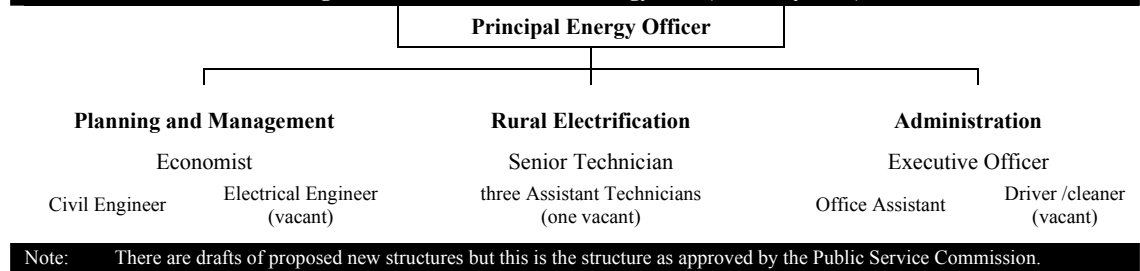 Principal Energy Officer
Planning and Management Rural Electrification Administration
Economist Senior Technician Executive Officer
Civil Engineer Electrical Engineer (vacant) three Assistant Technicians (one vacant) Office Assistant Driver /cleaner (vacant)
Note: There are drafts of proposed new structures but this is the structure as approved by the Public Service Commission.